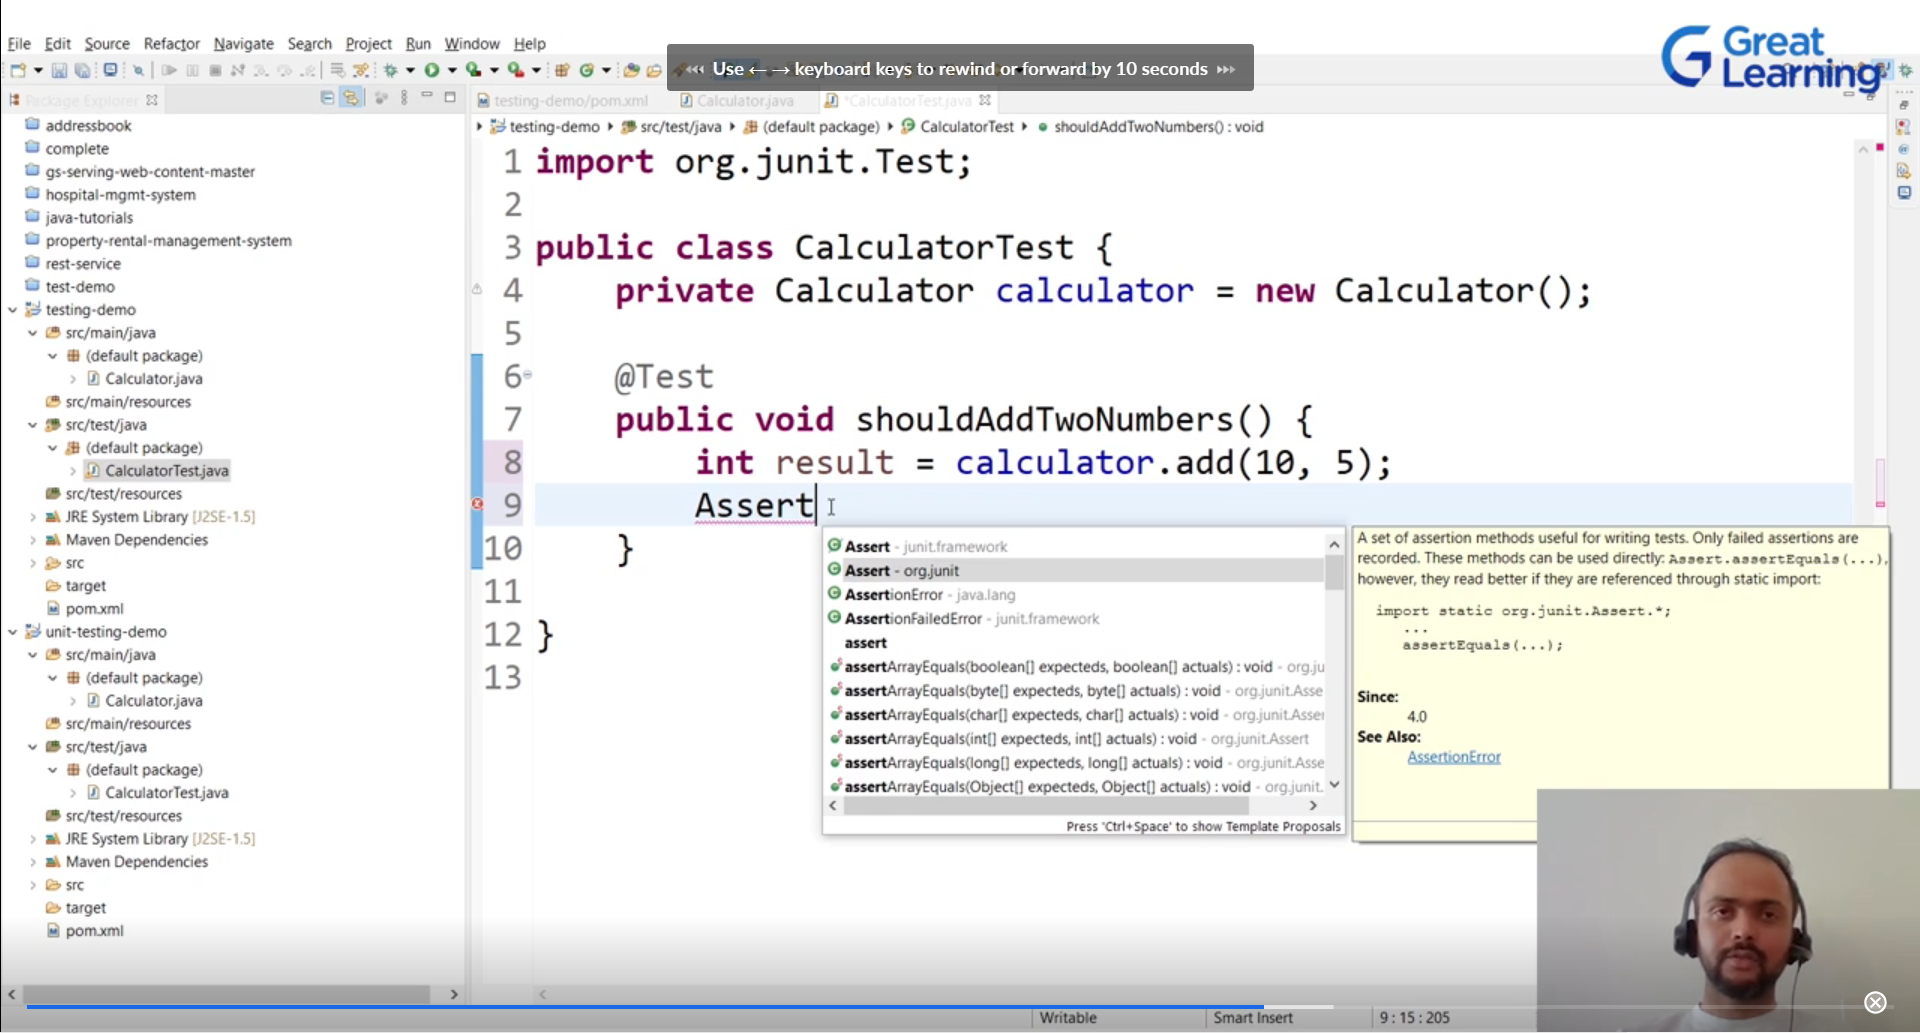 Great
Learning
File Edit Source Refactor Navigate Search Project Run Window Help
Use ← → keyboard keys to rewind or forward by 10 seconds
Package Explorer
testing-demo/pom.xml Calculator.java *CalculatorTest.java
testing-demo src/test/java (default package) CalculatorTest shouldAddTwoNumbers() : void
addressbook
complete
gs-serving-web-content-master
hospital-mgmt-system
java-tutorials
property-rental-management-system
rest-service
test-demo
testing-demo
src/main/java
(default package)
Calculator.java
src/main/resources
src/test/java
(default package)
CalculatorTest.java
src/test/resources
JRE System Library [J2SE-1.5]
Maven Dependencies
src
target
pom.xml
unit-testing-demo
src/main/java
(default package)
Calculator.java
src/main/resources
src/test/java
(default package)
CalculatorTest.java
src/test/resources
JRE System Library [J2SE-1.5]
Maven Dependencies
src
target
pom.xml
1 import org.junit.Test;
2
3 public class CalculatorTest {
4 private Calculator calculator = new Calculator();
5
6 @Test
7 public void shouldAddTwoNumbers() {
8 int result = calculator.add(10, 5);
9 Assert
10 }
11
12 }
13
Assert - junit.framework
Assert - org.junit
AssertionError - java.lang
AssertionFailedError - junit.framework
assert
assertArrayEquals(boolean[] expecteds, boolean[] actuals) : void - org.ju
assertArrayEquals(byte[] expecteds, byte[] actuals) : void - org.junit.Asse
assertArrayEquals(char[] expecteds, char[] actuals) : void - org.junit.Asser
assertArrayEquals(int[] expecteds, int[] actuals) : void - org.junit.Assert
assertArrayEquals(long[] expecteds, long[] actuals) : void - org.junit.Asse
assertArrayEquals(Object[] expecteds, Object[] actuals) : void - org.junit.
Press 'Ctrl+Space' to show Template Proposals
A set of assertion methods useful for writing tests. Only failed assertions are
recorded. These methods can be used directly: Assert.assertEquals(...),
however, they read better if they are referenced through static import:
import static org.junit.Assert.*;
...
assertEquals(...);
Since:
4.0
See Also:
AssertionError
Writable Smart Insert 9 : 15 : 205